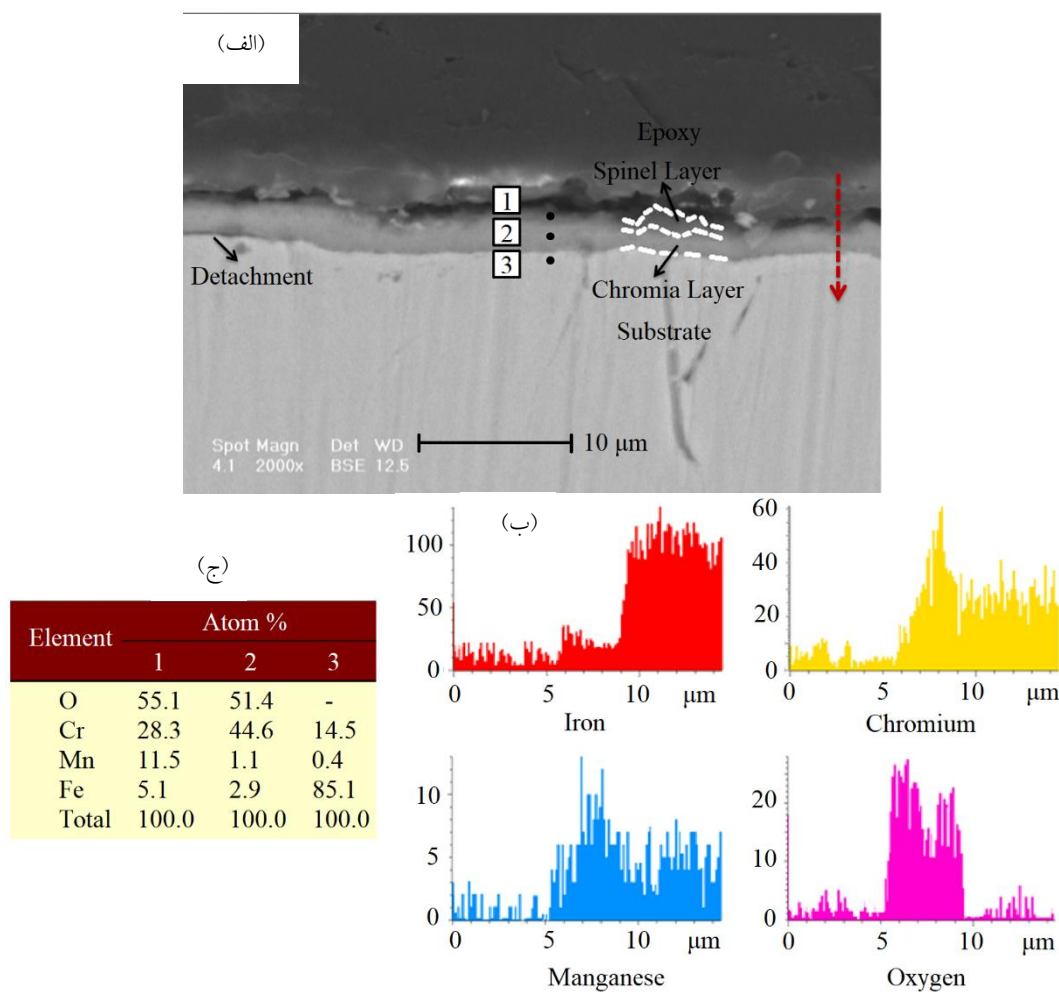 (الف)
Epoxy
Spinel Layer
1
2
3
Detachment
Chromia Layer
Substrate
Spot Magn Det WD
4.1 2000x BSE 12.5
10 μm
(ب)
100
50
0
0 5 10 μm
Iron
60
40
20
0
0 5 10 μm
Chromium
(ج)
Element Atom %
1 2 3
O 55.1 51.4 -
Cr 28.3 44.6 14.5
Mn 11.5 1.1 0.4
Fe 5.1 2.9 85.1
Total 100.0 100.0 100.0
10
5
0
0 5 10 μm
Manganese
20
10
0
0 5 10 μm
Oxygen